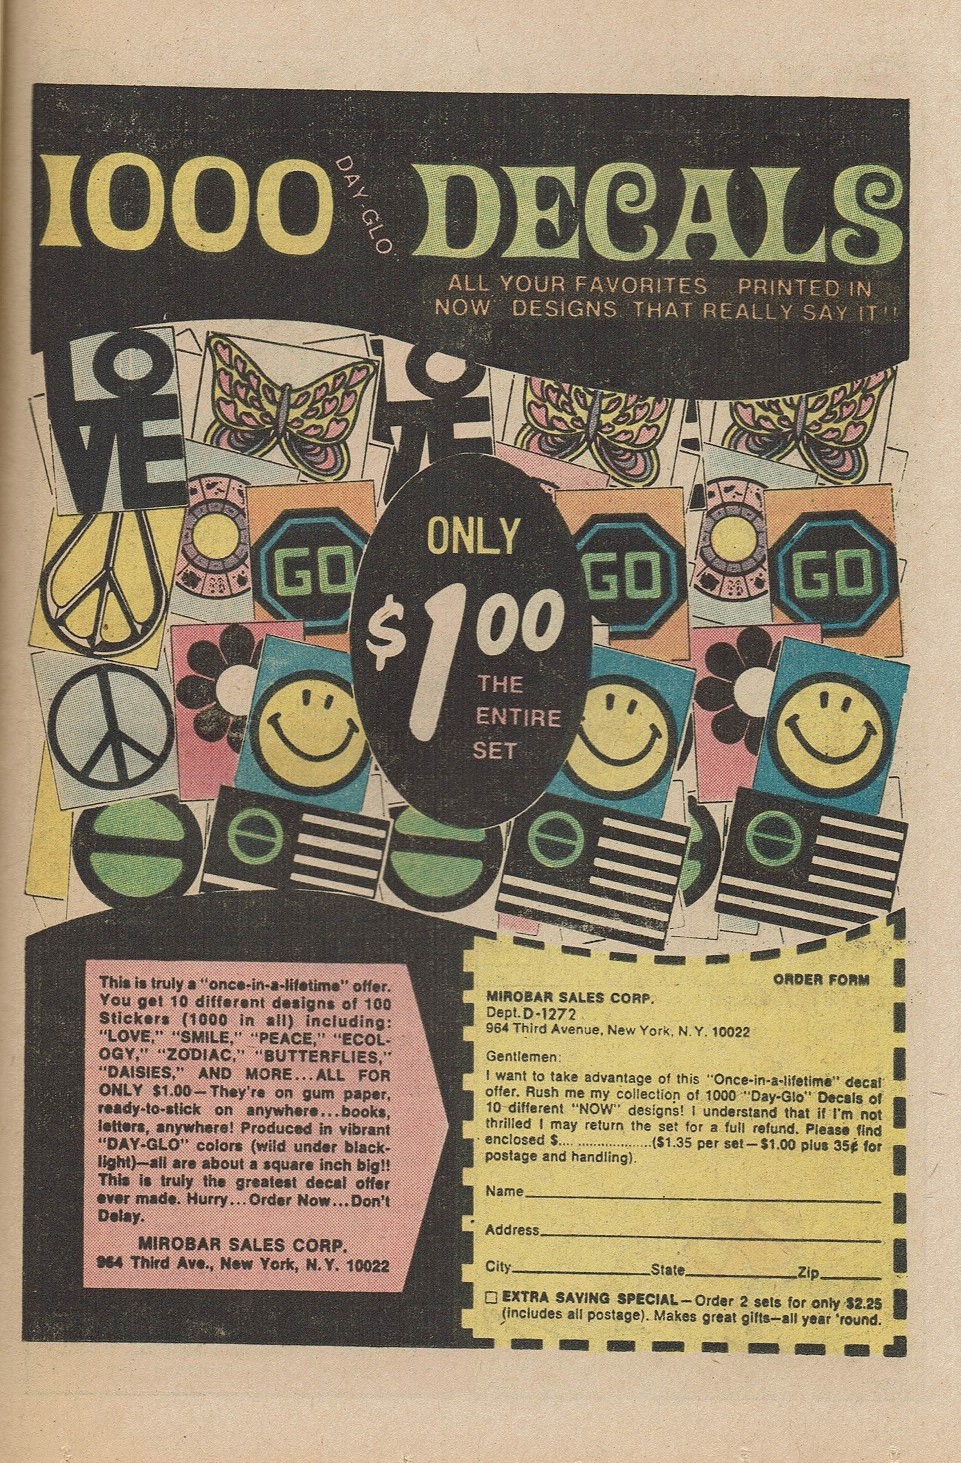 1000 DAY-GLO DECALS
ALL YOUR FAVORITES ... PRINTED IN
"NOW" DESIGNS THAT REALLY SAY IT!!
LO
VE
LO
VE
GO
GO
GO
ONLY
$1.00
THE
ENTIRE
SET
This is truly a "once-in-a-lifetime" offer.
You get 10 different designs of 100
Stickers (1000 in all) including:
"LOVE," "SMILE," "PEACE," "ECOL-
OGY," "ZODIAC," "BUTTERFLIES,"
"DAISIES," AND MORE...ALL FOR
ONLY $1.00—They're on gum paper,
ready-to-stick on anywhere...books,
letters, anywhere! Produced in vibrant
"DAY-GLO" colors (wild under black-
light)—all are about a square inch big!!
This is truly the greatest decal offer
ever made. Hurry...Order Now...Don't
Delay.
MIROBAR SALES CORP.
964 Third Ave., New York, N.Y. 10022
ORDER FORM
MIROBAR SALES CORP.
Dept. D-1272
964 Third Avenue, New York, N.Y. 10022
Gentlemen:
I want to take advantage of this "Once-in-a-lifetime" decal
offer. Rush me my collection of 1000 "Day-Glo" Decals of
10 different "NOW" designs! I understand that if I'm not
thrilled I may return the set for a full refund. Please find
enclosed $.......................($1.35 per set—$1.00 plus 35¢ for
postage and handling).
Name
Address
City State Zip
EXTRA SAVING SPECIAL—Order 2 sets for only $2.25
(includes all postage). Makes great gifts—all year 'round.